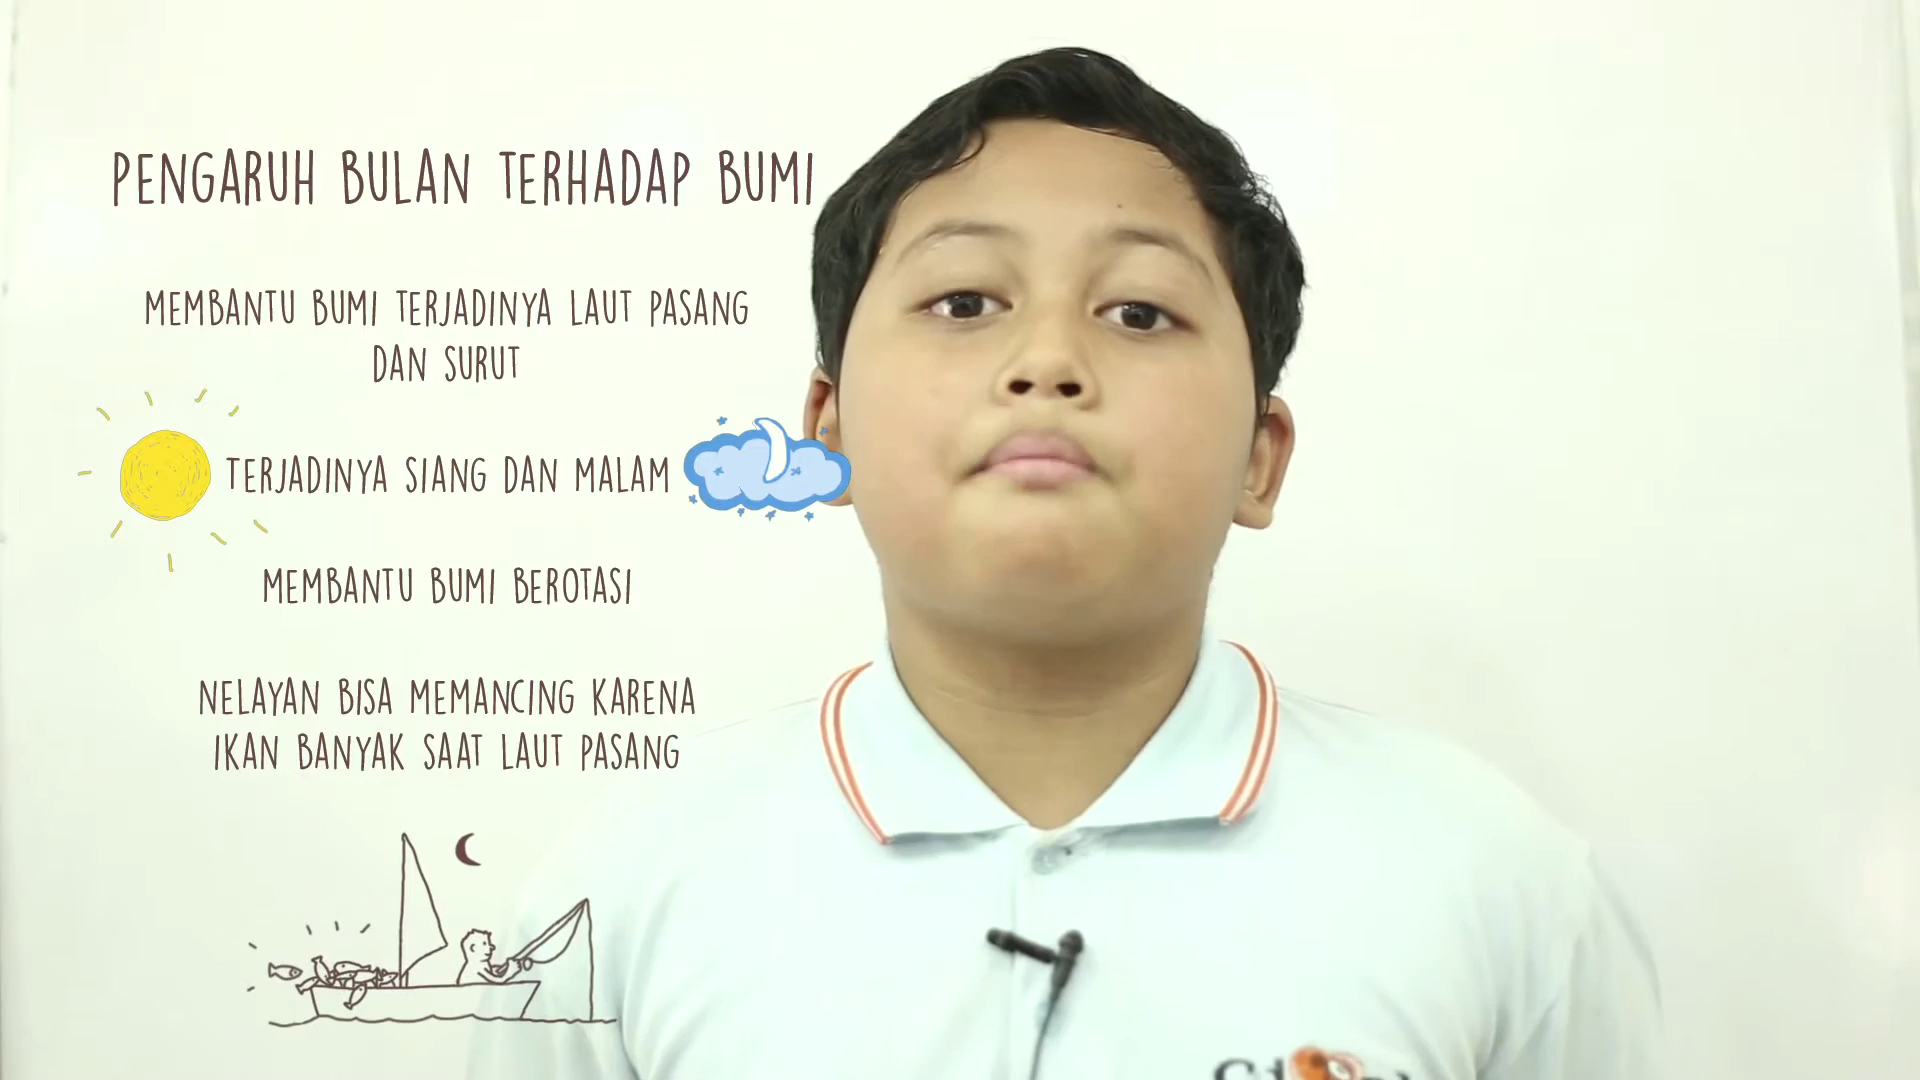 PENGARUH BULAN TERHADAP BUMI
MEMBANTU BUMI TERJADINYA LAUT PASANG
DAN SURUT
TERJADINYA SIANG DAN MALAM
MEMBANTU BUMI BEROTASI
NELAYAN BISA MEMANCING KARENA
IKAN BANYAK SAAT LAUT PASANG